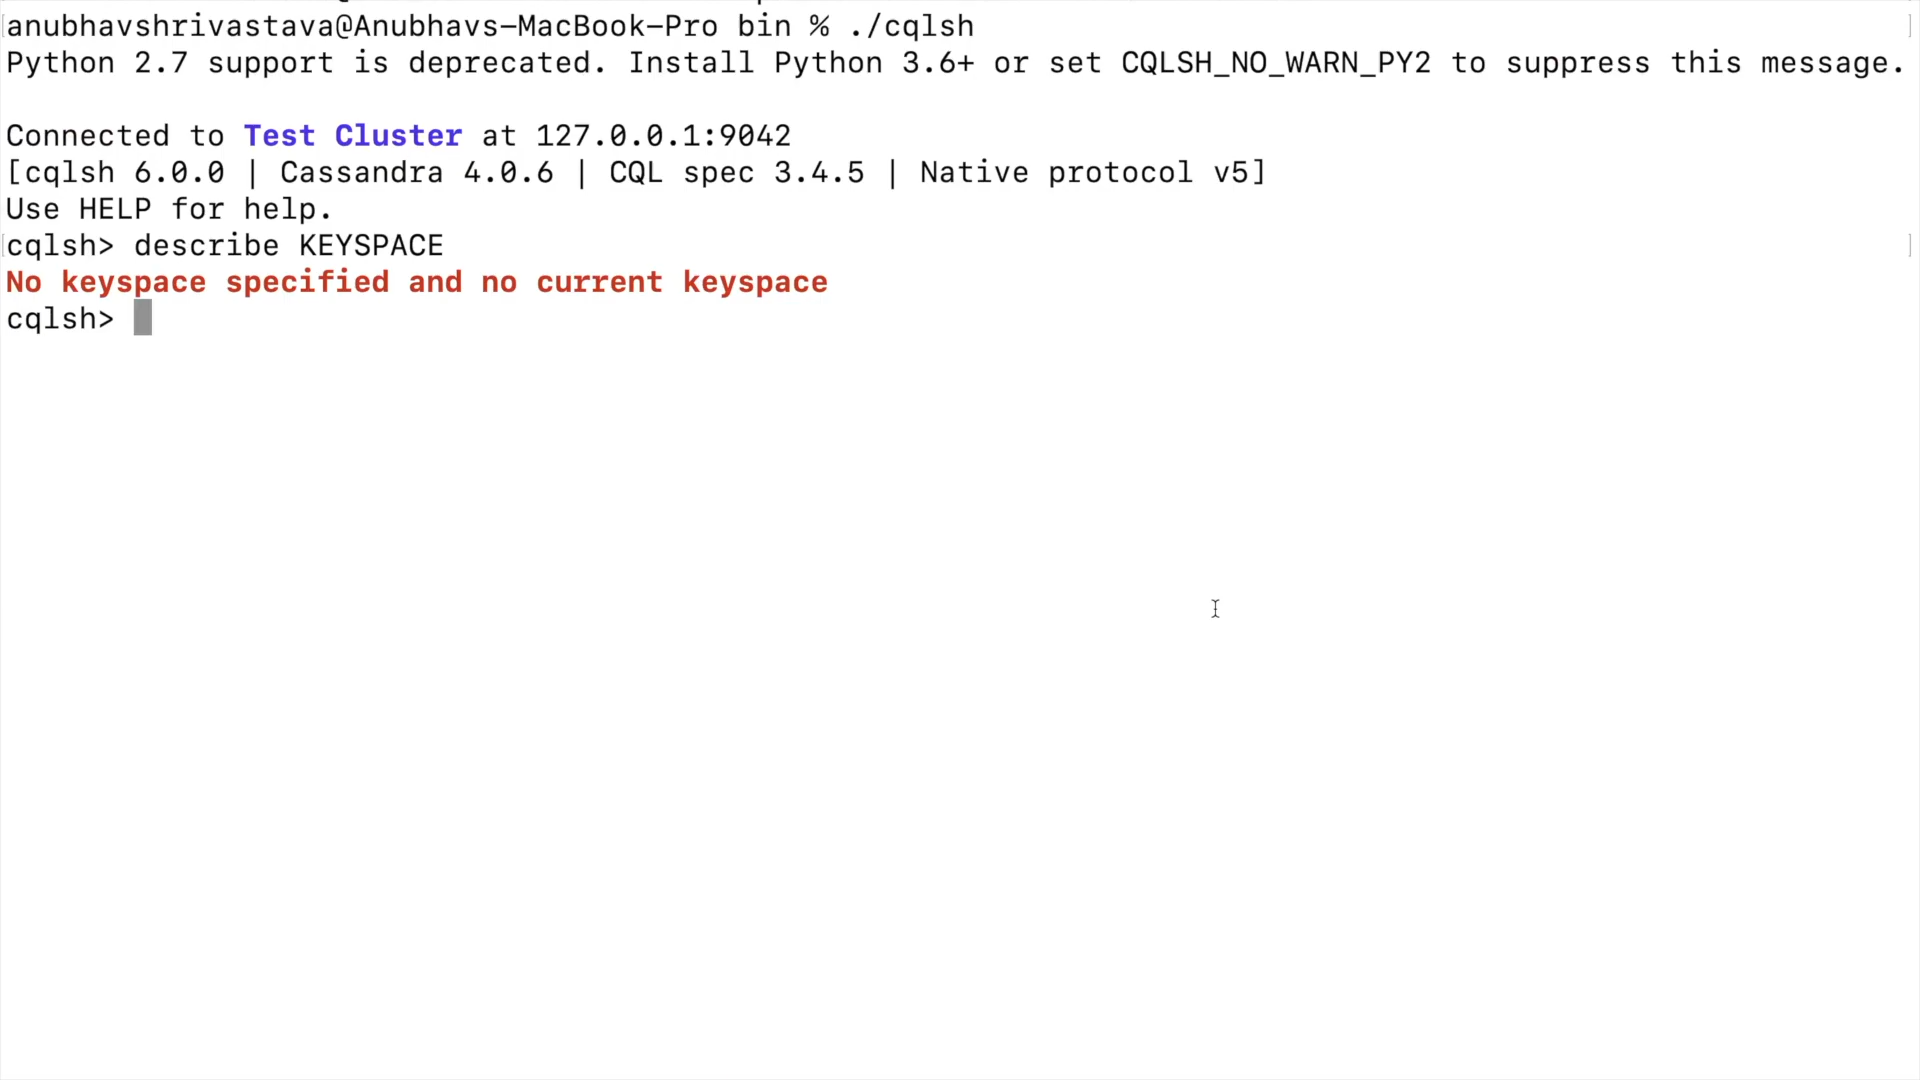 anubhavshrivastava@Anubhavs-MacBook-Pro bin % ./cqlsh
Python 2.7 support is deprecated. Install Python 3.6+ or set CQLSH_NO_WARN_PY2 to suppress this message.
Connected to Test Cluster at 127.0.0.1:9042
[cqlsh 6.0.0 | Cassandra 4.0.6 | CQL spec 3.4.5 | Native protocol v5]
Use HELP for help.
cqlsh> describe KEYSPACE
No keyspace specified and no current keyspace
cqlsh>